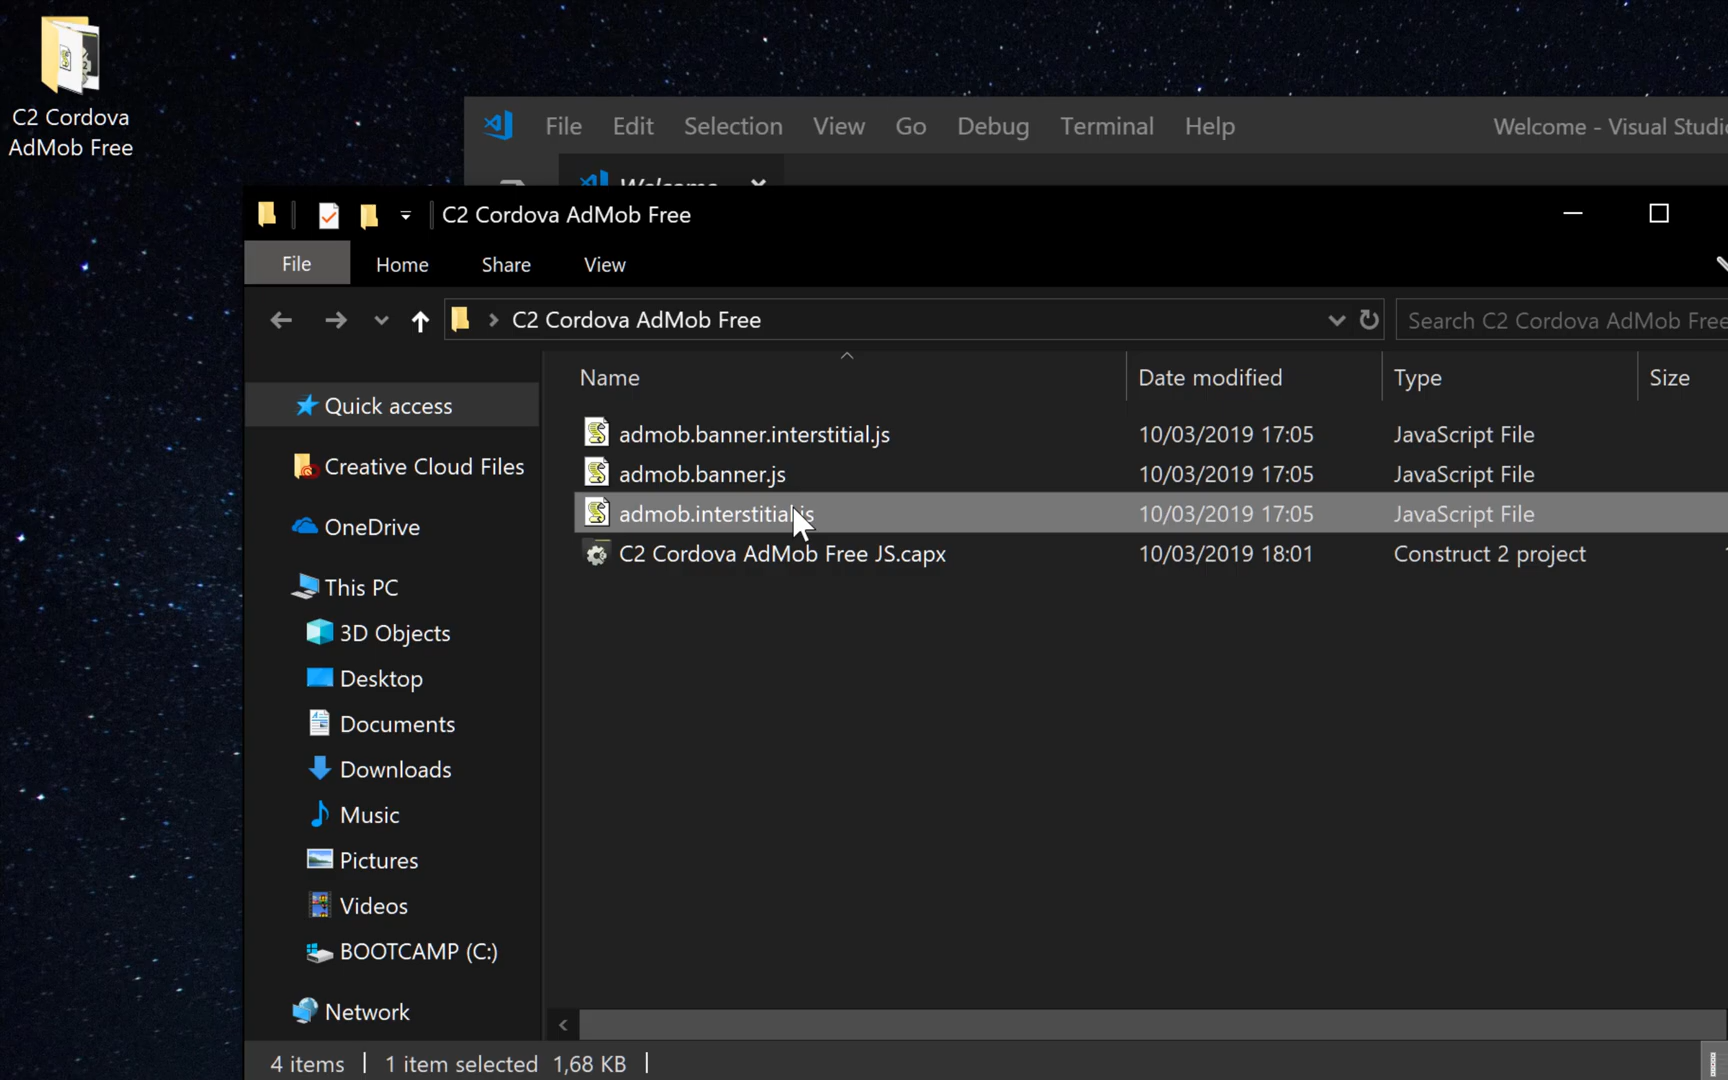 C2 Cordova
AdMob Free
File Edit Selection View Go Debug Terminal Help
Welcome - Visual Studi
Welcome
C2 Cordova AdMob Free
File Home Share View
C2 Cordova AdMob Free
Search C2 Cordova AdMob Free
Name Date modified Type Size
Quick access
Creative Cloud Files
OneDrive
This PC
3D Objects
Desktop
Documents
Downloads
Music
Pictures
Videos
BOOTCAMP (C:)
Network
admob.banner.interstitial.js 10/03/2019 17:05 JavaScript File
admob.banner.js 10/03/2019 17:05 JavaScript File
admob.interstitial.js 10/03/2019 17:05 JavaScript File
C2 Cordova AdMob Free JS.capx 10/03/2019 18:01 Construct 2 project
4 items 1 item selected 1,68 KB